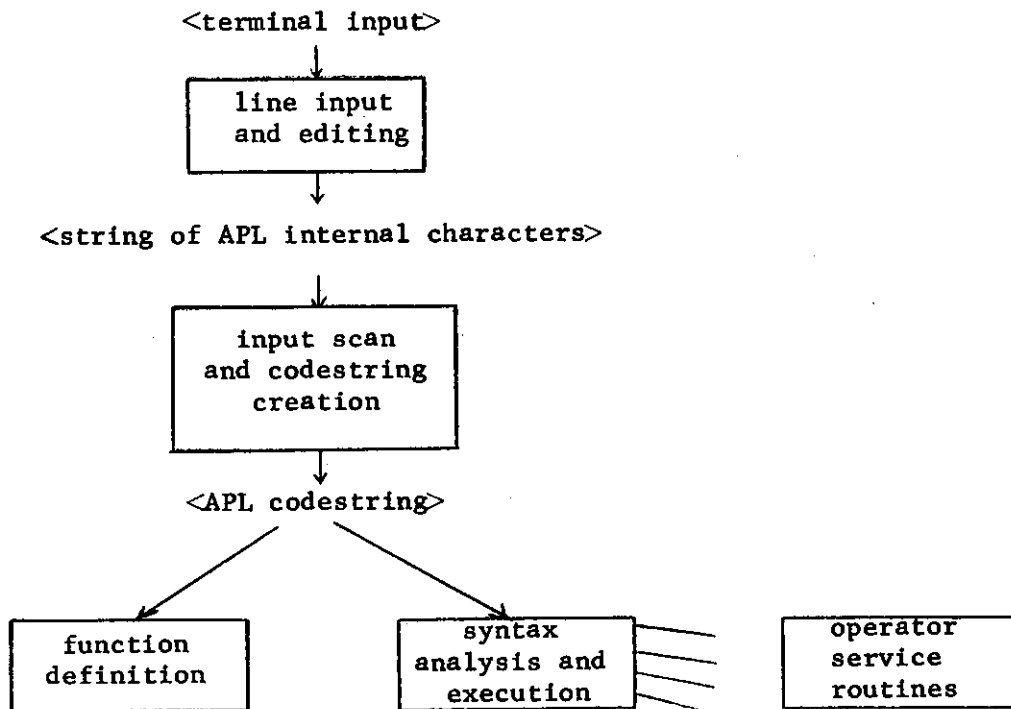 <terminal input>
line input
and editing
<string of APL internal characters>
input scan
and codestring
creation
<APL codestring>
function
definition
syntax
analysis and
execution
operator
service
routines